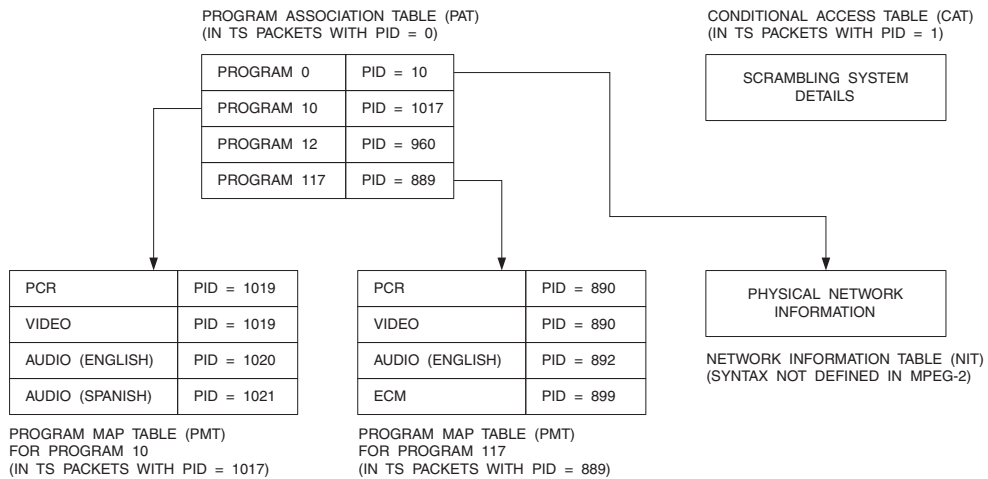 PROGRAM ASSOCIATION TABLE (PAT)
(IN TS PACKETS WITH PID = 0)
PROGRAM 0 PID = 10
PROGRAM 10 PID = 1017
PROGRAM 12 PID = 960
PROGRAM 117 PID = 889
CONDITIONAL ACCESS TABLE (CAT)
(IN TS PACKETS WITH PID = 1)
SCRAMBLING SYSTEM
DETAILS
PCR PID = 1019
VIDEO PID = 1019
AUDIO (ENGLISH) PID = 1020
AUDIO (SPANISH) PID = 1021
PROGRAM MAP TABLE (PMT)
FOR PROGRAM 10
(IN TS PACKETS WITH PID = 1017)
PCR PID = 890
VIDEO PID = 890
AUDIO (ENGLISH) PID = 892
ECM PID = 899
PROGRAM MAP TABLE (PMT)
FOR PROGRAM 117
(IN TS PACKETS WITH PID = 889)
PHYSICAL NETWORK
INFORMATION
NETWORK INFORMATION TABLE (NIT)
(SYNTAX NOT DEFINED IN MPEG-2)